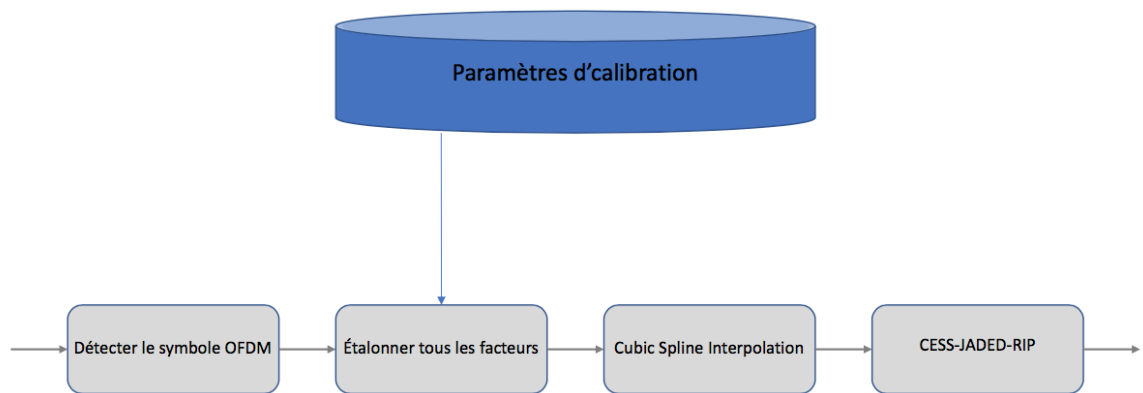 Paramètres d’calibration
Détecter le symbole OFDM
Étalonner tous les facteurs
Cubic Spline Interpolation
CESS-JADED-RIP